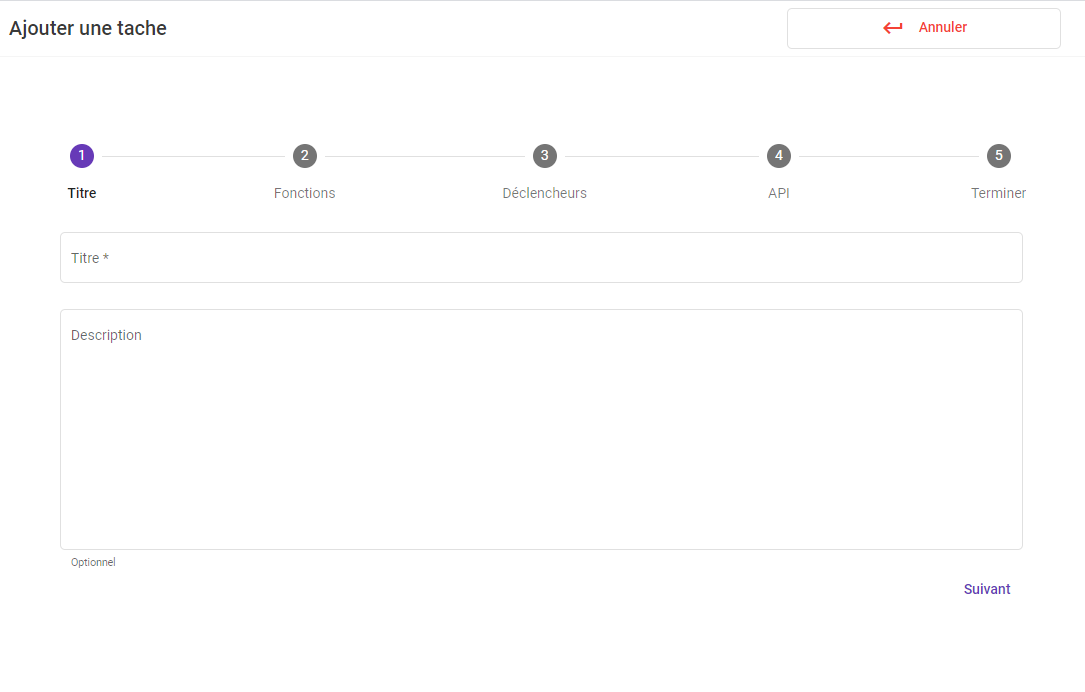 Ajouter une tache
Annuler
1 2 3 4 5
Titre Fonctions Déclencheurs API Terminer
Titre *
Description
Optionnel
Suivant